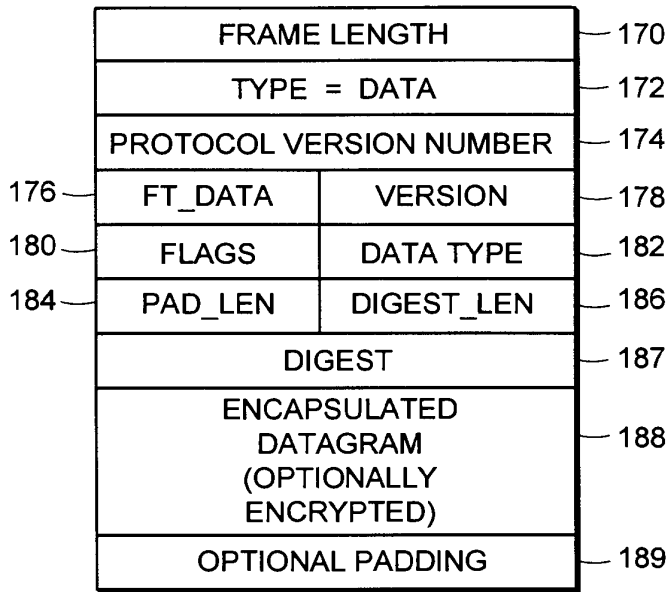 FRAME LENGTH 170
TYPE = DATA 172
PROTOCOL VERSION NUMBER 174
176 FT_DATA VERSION 178
180 FLAGS DATA TYPE 182
184 PAD_LEN DIGEST_LEN 186
DIGEST 187
ENCAPSULATED
DATAGRAM 188
(OPTIONALLY
ENCRYPTED)
OPTIONAL PADDING 189